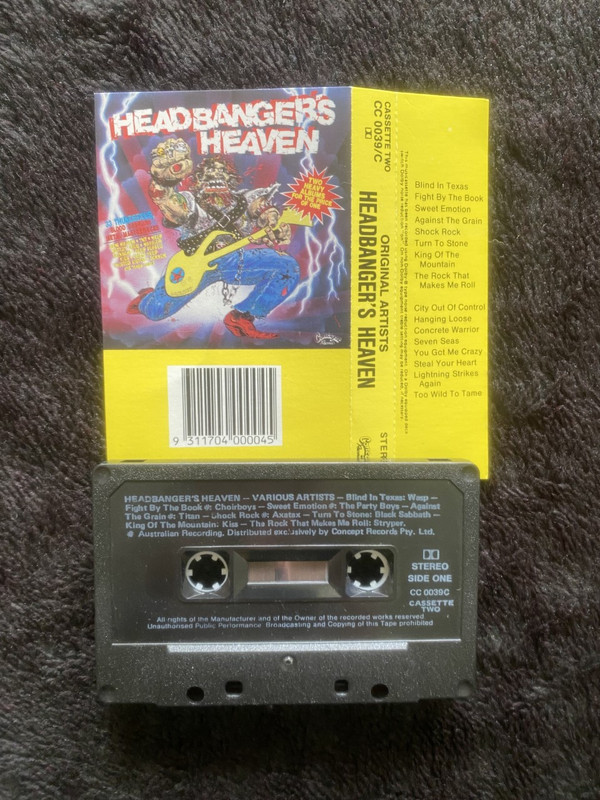 HEADBANGER'S
HEAVEN
TWO
HEAVY
ALBUMS
FOR THE PRICE
OF ONE
9 311704 000045
CASSETTE TWO
CC 0039/C
ORIGINAL ARTISTS
HEADBANGER'S HEAVEN
Blind In Texas
Fight By The Book
Sweet Emotion
Against The Grain
Shock Rock
Turn To Stone
King Of The
Mountain
The Rock That
Makes Me Roll
City Out Of Control
Hanging Loose
Concrete Warrior
Seven Seas
You Got Me Crazy
Steal Your Heart
Lightning Strikes
Again
Too Wild To Tame
HEADBANGER'S HEAVEN – VARIOUS ARTISTS – Blind In Texas: Wasp –
Fight By The Book #: Choirboys – Sweet Emotion #: The Party Boys – Against
The Grain #: Titan – Shock Rock #: Axatax – Turn To Stone: Black Sabbath –
King Of The Mountain: Kiss – The Rock That Makes Me Roll: Stryper.
# Australian Recording. Distributed exclusively by Concept Records Pty. Ltd.
STEREO
SIDE ONE
CC 0039C
CASSETTE
TWO
All rights of the Manufacturer and of the Owner of the recorded works reserved
Unauthorised Public Performance Broadcasting and Copying of this Tape prohibited